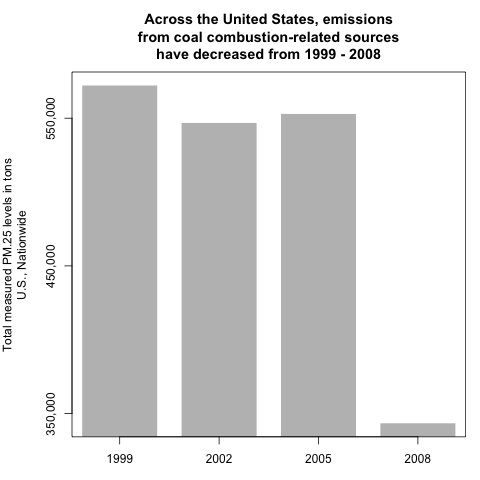 Across the United States, emissions
from coal combustion-related sources
have decreased from 1999 - 2008
Total measured PM.25 levels in tons
U.S., Nationwide
550,000
450,000
350,000
1999
2002
2005
2008